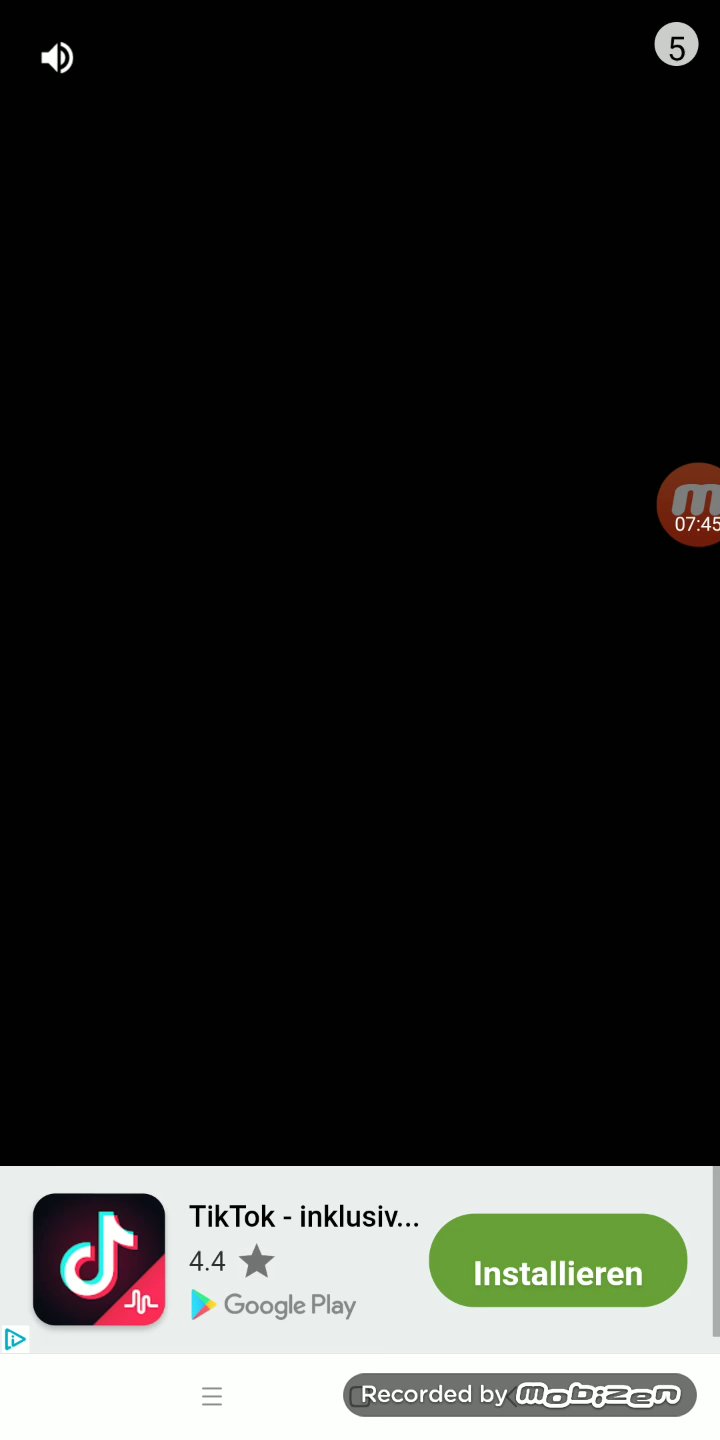 5
07:45
TikTok - inklusiv...
4.4
Google Play
Installieren
Recorded by mobizen